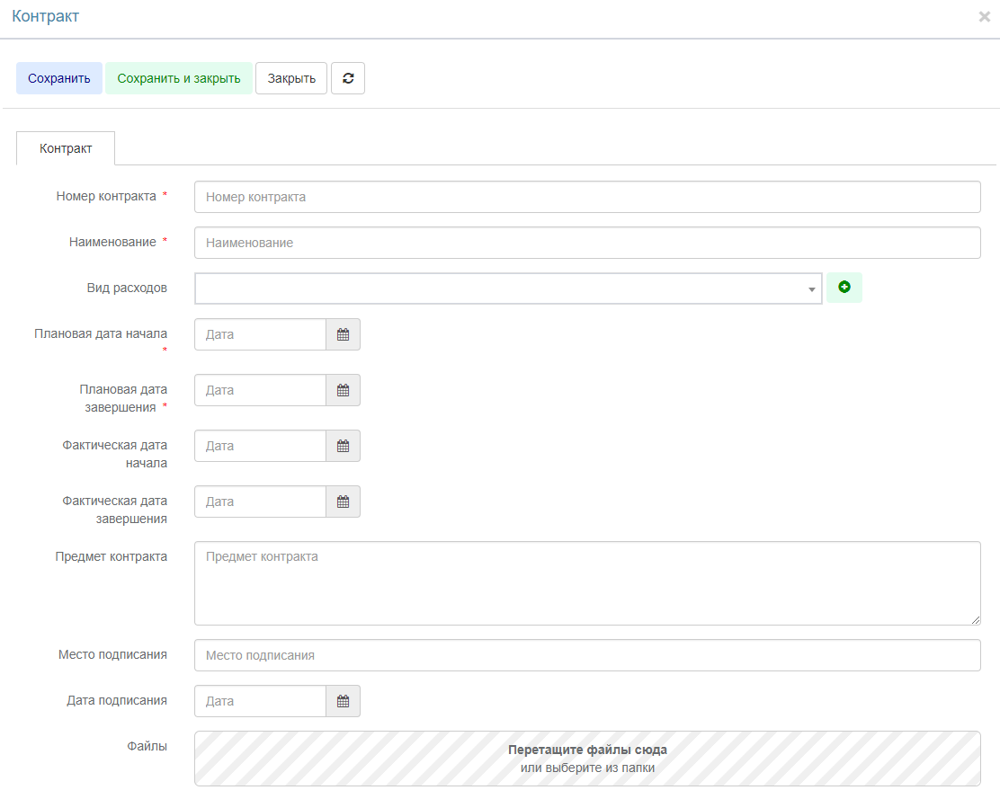 Контракт
Сохранить Сохранить и закрыть Закрыть
Контракт
Номер контракта * Номер контракта
Наименование * Наименование
Вид расходов
Плановая дата начала Дата
*
Плановая дата Дата
завершения *
Фактическая дата Дата
начала
Фактическая дата Дата
завершения
Предмет контракта Предмет контракта
Место подписания Место подписания
Дата подписания Дата
Файлы Перетащите файлы сюда
или выберите из папки